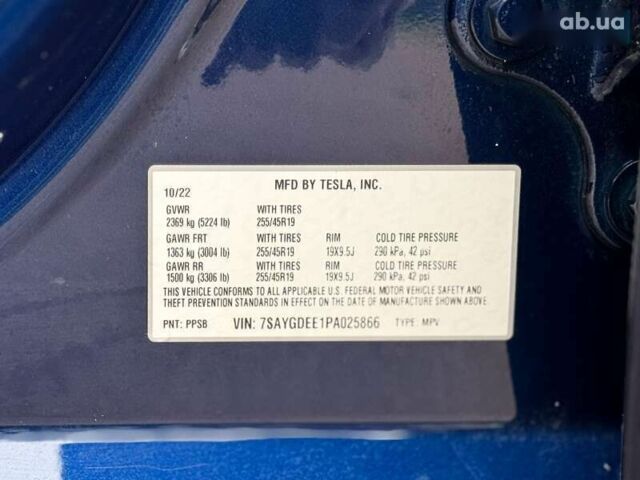 ab.ua
MFD BY TESLA, INC.
10/22
GVWR WITH TIRES
2369 kg (5224 lb) 255/45R19
GAWR FRT WITH TIRES RIM COLD TIRE PRESSURE
1363 kg (3004 lb) 255/45R19 19X9.5J 290 kPa, 42 psi
GAWR RR WITH TIRES RIM COLD TIRE PRESSURE
1500 kg (3306 lb) 255/45R19 19X9.5J 290 kPa, 42 psi
THIS VEHICLE CONFORMS TO ALL APPLICABLE U.S. FEDERAL MOTOR VEHICLE SAFETY AND
THEFT PREVENTION STANDARDS IN EFFECT ON THE DATE OF MANUFACTURE SHOWN ABOVE.
PNT: PPSB VIN: 7SAYGDEE1PA025866 TYPE: MPV